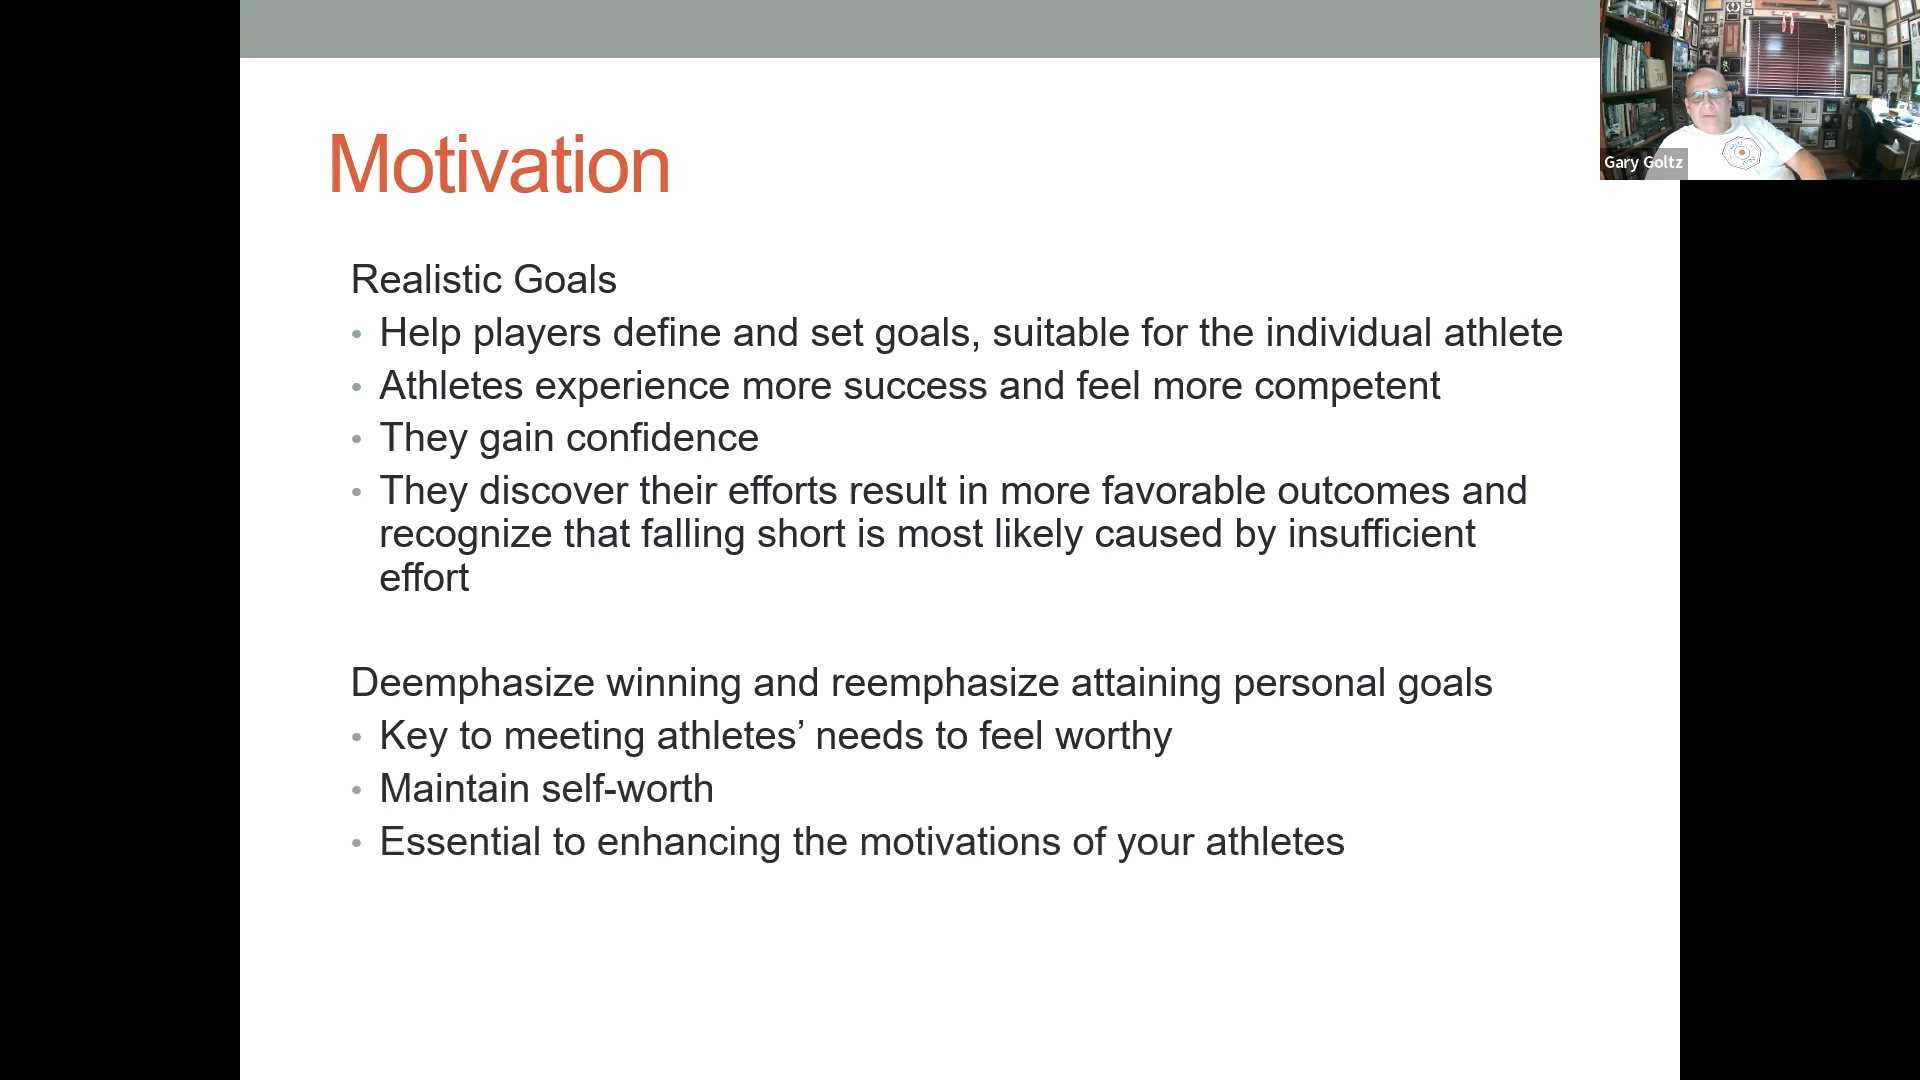 Motivation
Gary Goltz
Realistic Goals
• Help players define and set goals, suitable for the individual athlete
• Athletes experience more success and feel more competent
• They gain confidence
• They discover their efforts result in more favorable outcomes and
recognize that falling short is most likely caused by insufficient
effort
Deemphasize winning and reemphasize attaining personal goals
• Key to meeting athletes’ needs to feel worthy
• Maintain self-worth
• Essential to enhancing the motivations of your athletes